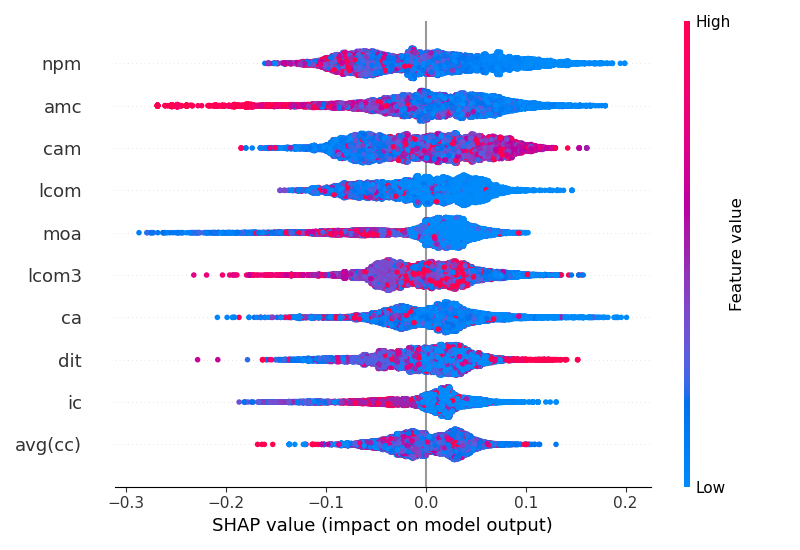 High
npm
amc
cam
lcom
moa
lcom3
ca
dit
ic
avg(cc)
Feature value
Low
−0.3 −0.2 −0.1 0.0 0.1 0.2
SHAP value (impact on model output)